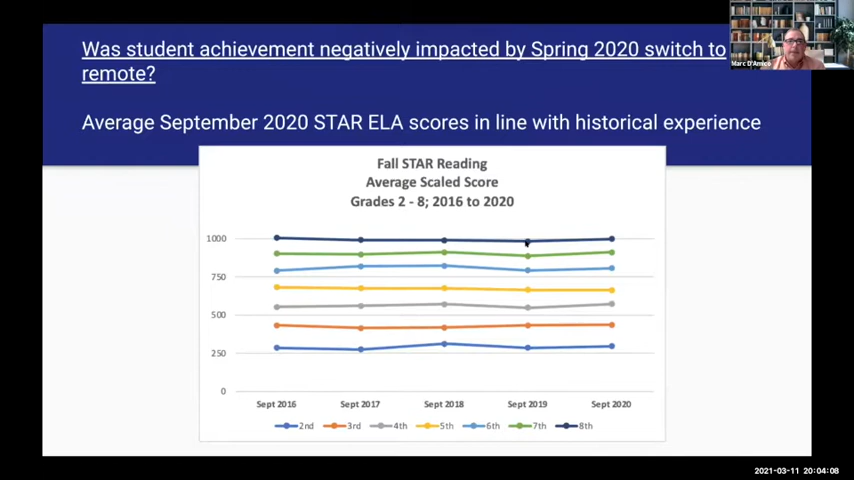 Was student achievement negatively impacted by Spring 2020 switch to
remote?
Average September 2020 STAR ELA scores in line with historical experience
Marc D'Amico
Fall STAR Reading
Average Scaled Score
Grades 2 - 8; 2016 to 2020
1000
750
500
250
0
Sept 2016 Sept 2017 Sept 2018 Sept 2019 Sept 2020
2nd 3rd 4th 5th 6th 7th 8th
2021-03-11 20:04:08